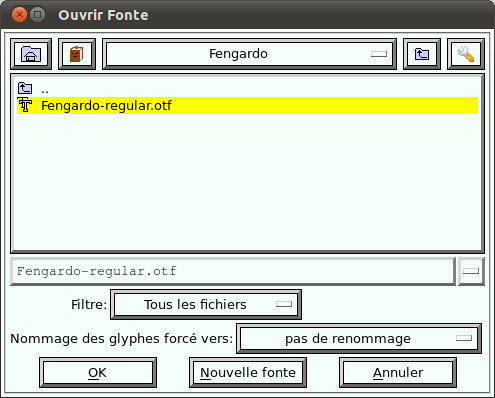 Ouvrir Fonte
Fengardo
..
Fengardo-regular.otf
Fengardo-regular.otf
Filtre: Tous les fichiers
Nommage des glyphes forcé vers: pas de renommage
OK Nouvelle fonte Annuler